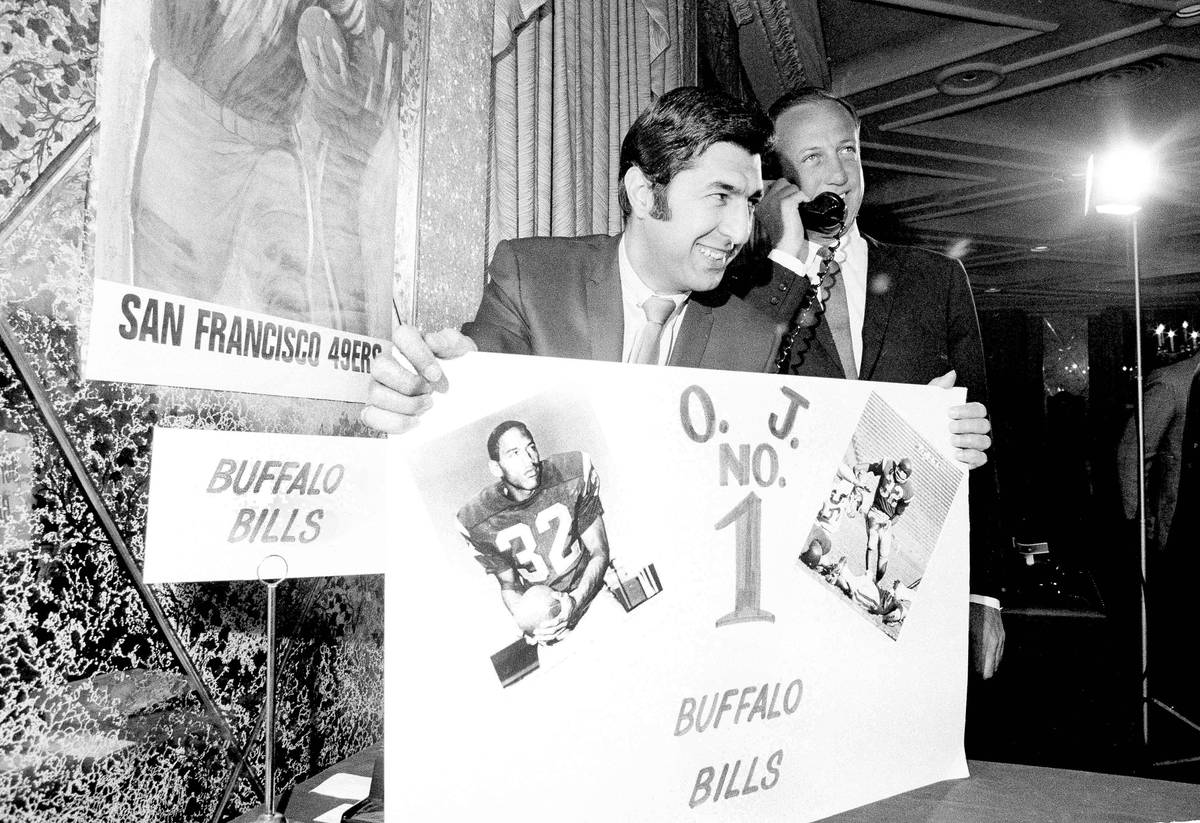 SAN FRANCISCO 49ERS
BUFFALO
BILLS
O. J.
NO.
1
32
BUFFALO
BILLS